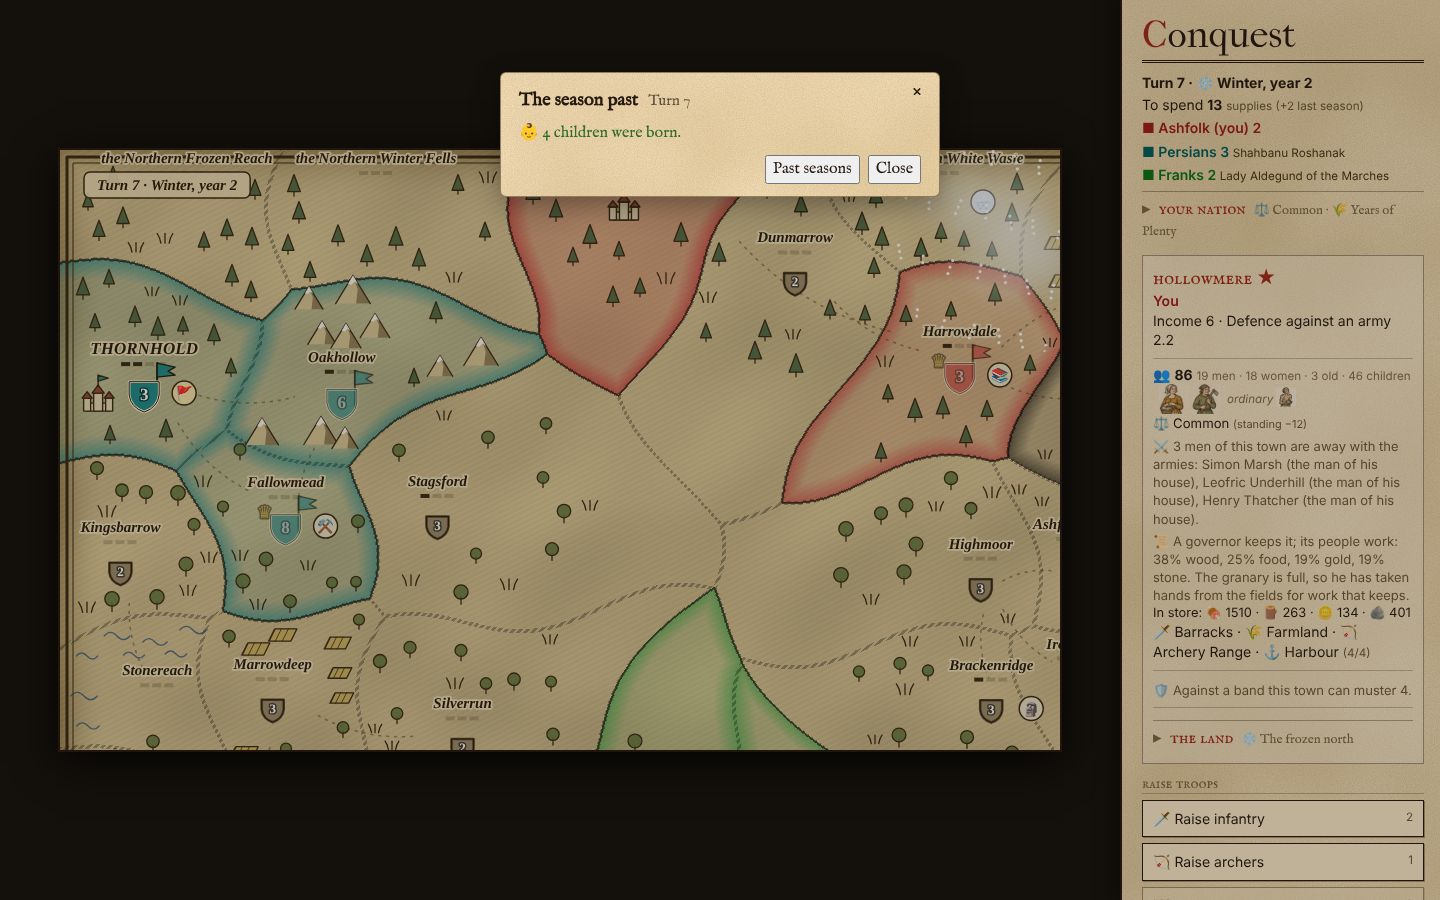 The season past Turn 7
×
👶 4 children were born.
Past seasons
Close
the Northern Frozen Reach
the Northern Winter Fells
White Waste
Turn 7 · Winter, year 2
Dunmarrow
2
Harrowdale
3
THORNHOLD
3
Oakhollow
6
Fallowmead
8
Stagsford
3
Kingsbarrow
2
Highmoor
3
Stonereach
Marrowdeep
3
Silverrun
2
Brackenridge
3
Conquest
Turn 7 · ❄️ Winter, year 2
To spend 13 supplies (+2 last season)
Ashfolk (you) 2
Persians 3 Shahbanu Roshanak
Franks 2 Lady Aldegund of the Marches
▶ YOUR NATION ⚖️ Common · 🌾 Years of
Plenty
HOLLOWMERE ★
You
Income 6 · Defence against an army
2.2
👥 86 19 men · 18 women · 3 old · 46 children
ordinary
⚖️ Common (standing −12)
⚔️ 3 men of this town are away with the
armies: Simon Marsh (the man of his
house), Leofric Underhill (the man of his
house), Henry Thatcher (the man of his
house).
📜 A governor keeps it; its people work:
38% wood, 25% food, 19% gold, 19%
stone. The granary is full, so he has taken
hands from the fields for work that keeps.
In store: 🍖 1510 · 🪵 263 · 🪙 134 · 🪨 401
🗡️ Barracks · 🌾 Farmland · 🏹
Archery Range · ⚓ Harbour (4/4)
🛡️ Against a band this town can muster 4.
▶ THE LAND ❄️ The frozen north
RAISE TROOPS
🗡️ Raise infantry 2
🏹 Raise archers 1